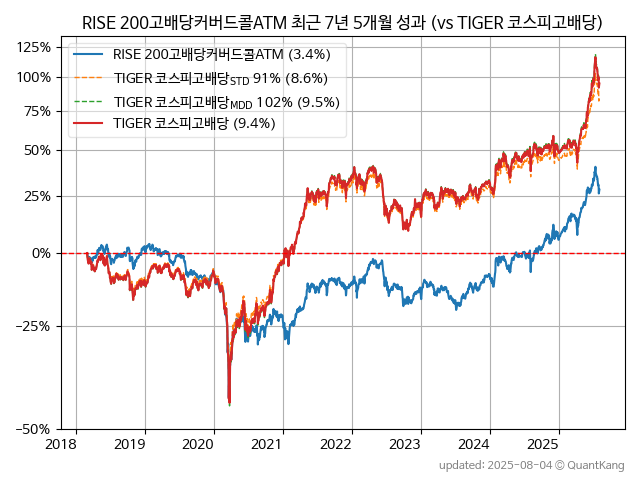 RISE 200고배당커버드콜ATM 최근 7년 5개월 성과 (vs TIGER 코스피고배당)
125%
100%
75%
50%
25%
0%
−25%
−50%
RISE 200고배당커버드콜ATM (3.4%)
TIGER 코스피고배당STD 91% (8.6%)
TIGER 코스피고배당MDD 102% (9.5%)
TIGER 코스피고배당 (9.4%)
2018 2019 2020 2021 2022 2023 2024 2025
updated: 2025-08-04 © QuantKang